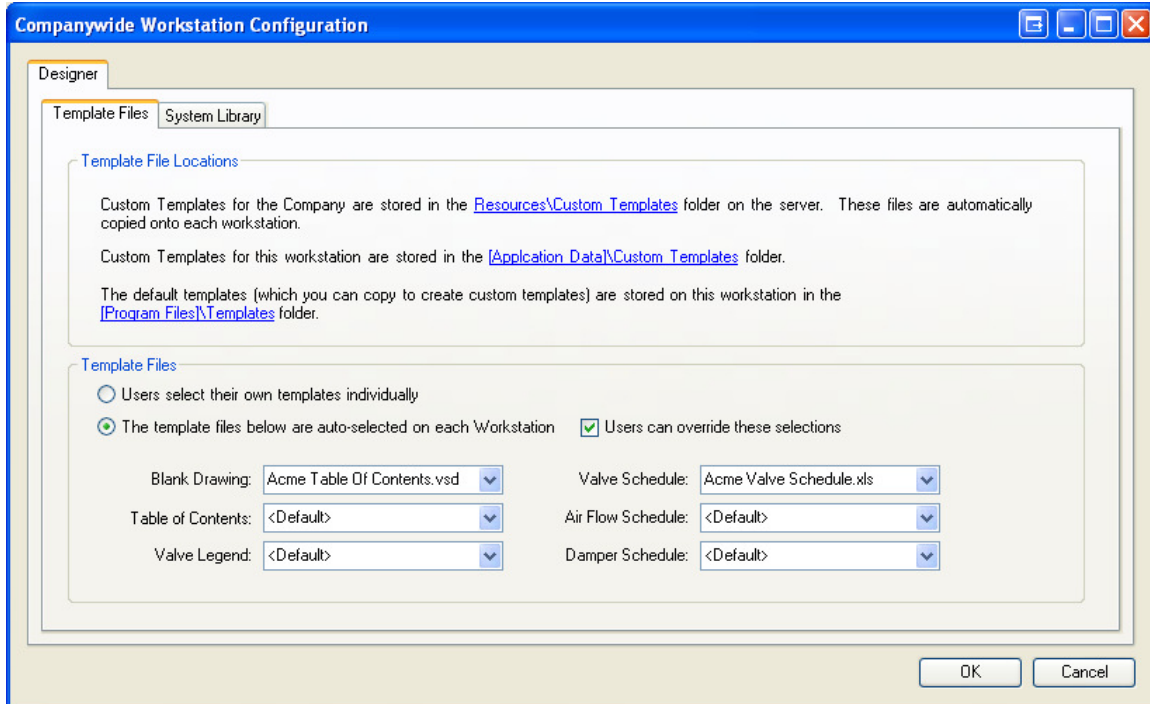 Companywide Workstation Configuration
Designer
Template Files
System Library
Template File Locations
Custom Templates for the Company are stored in the Resources\Custom Templates folder on the server. These files are automatically
copied onto each workstation.
Custom Templates for this workstation are stored in the [Applcation Data]\Custom Templates folder.
The default templates (which you can copy to create custom templates) are stored on this workstation in the
[Program Files]\Templates folder.
Template Files
Users select their own templates individually
The template files below are auto-selected on each Workstation
Users can override these selections
Blank Drawing: Acme Table Of Contents.vsd
Valve Schedule: Acme Valve Schedule.xls
Table of Contents: <Default>
Air Flow Schedule: <Default>
Valve Legend: <Default>
Damper Schedule: <Default>
OK
Cancel